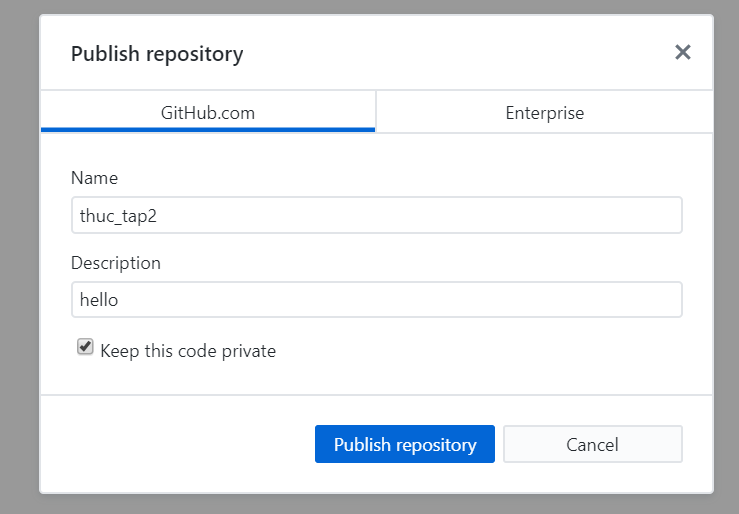 Publish repository
GitHub.com
Enterprise
Name
thuc_tap2
Description
hello
Keep this code private
Publish repository
Cancel